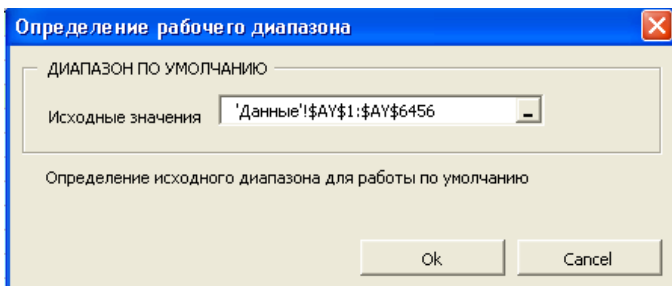 Определение рабочего диапазона
ДИАПАЗОН ПО УМОЛЧАНИЮ
Исходные значения 'Данные'!$AY$1:$AY$6456
Определение исходного диапазона для работы по умолчанию
Ok Cancel